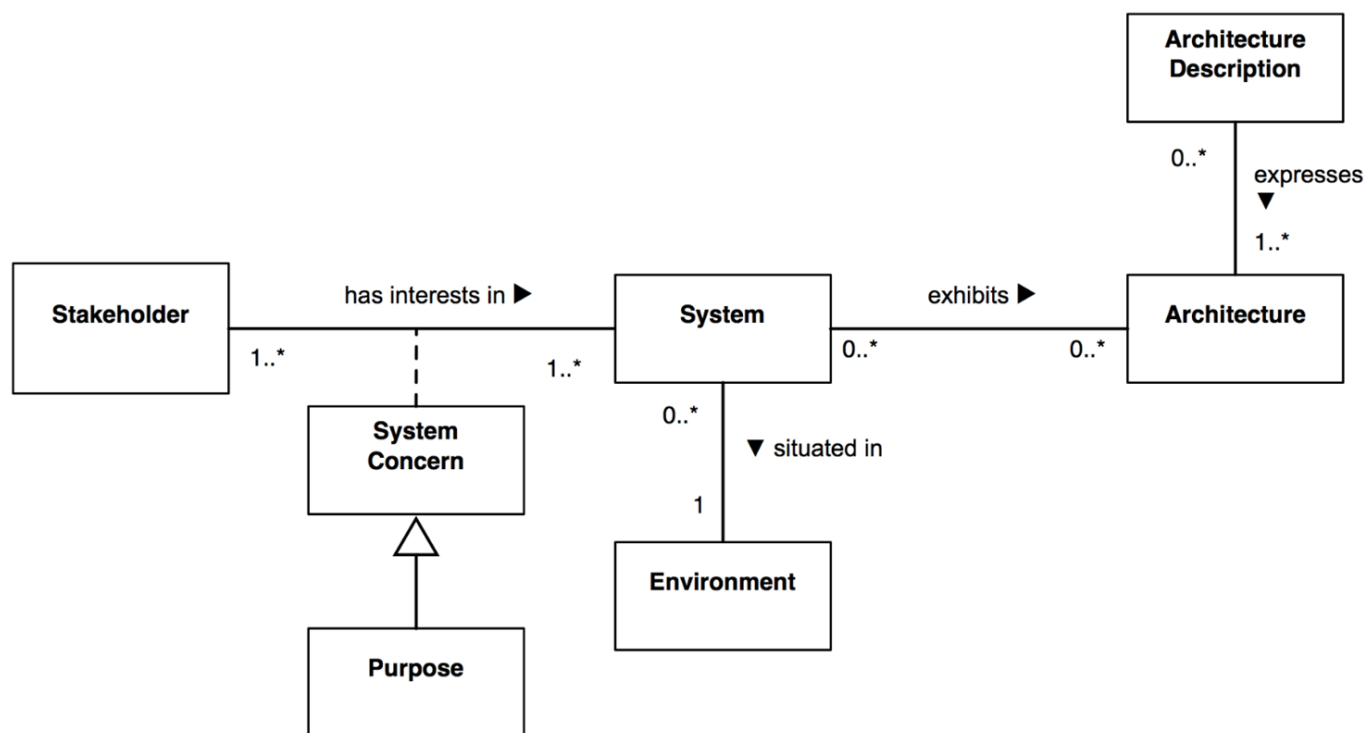 Architecture
Description
0..*
expresses
▼
1..*
Stakeholder
has interests in ▶
System
exhibits ▶
Architecture
1..*
1..*
0..*
0..*
System
Concern
0..*
▼ situated in
1
Environment
Purpose